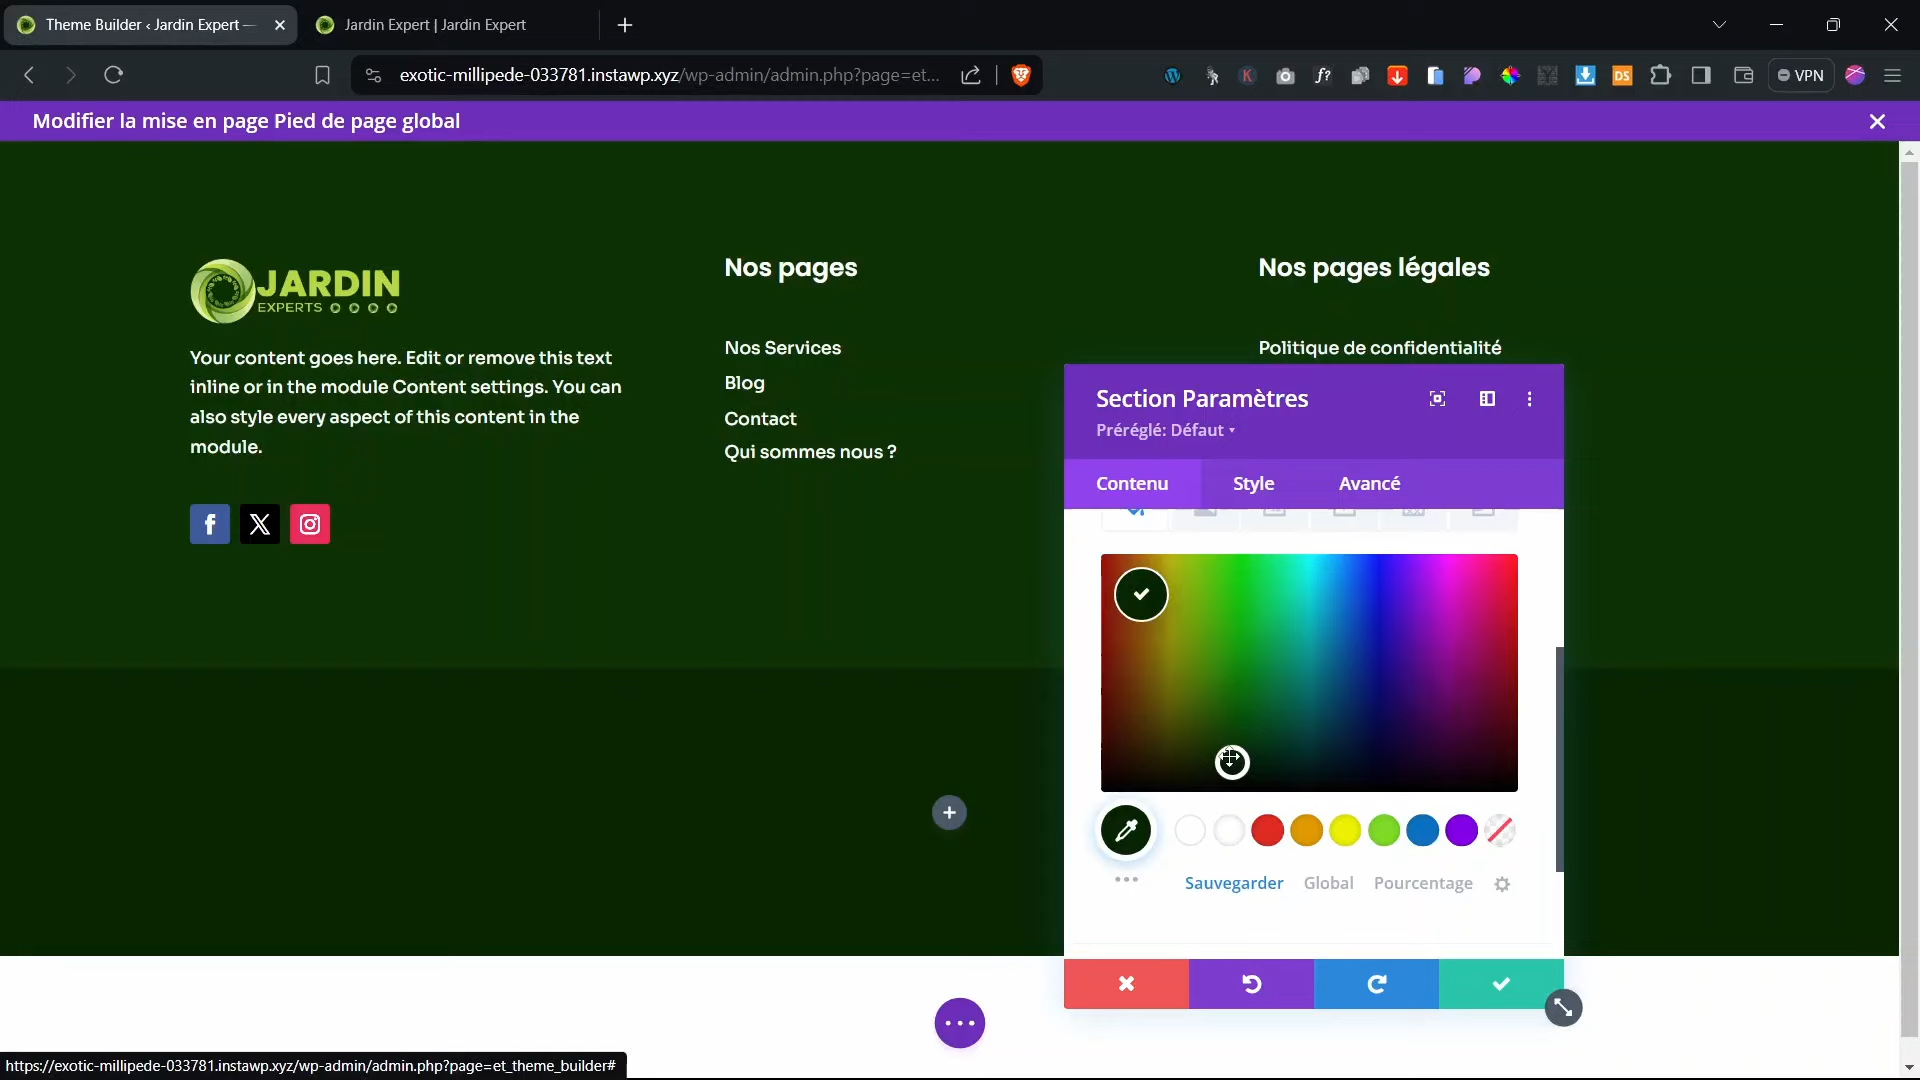 Theme Builder ‹ Jardin Expert —
Jardin Expert | Jardin Expert
exotic-millipede-033781.instawp.xyz/wp-admin/admin.php?page=et...
VPN
Modifier la mise en page Pied de page global
JARDIN
EXPERTS
Your content goes here. Edit or remove this text
inline or in the module Content settings. You can
also style every aspect of this content in the
module.
Nos pages
Nos Services
Blog
Contact
Qui sommes nous ?
Nos pages légales
Politique de confidentialité
Section Paramètres
Préréglé: Défaut
Contenu
Style
Avancé
Sauvegarder
Global
Pourcentage
https://exotic-millipede-033781.instawp.xyz/wp-admin/admin.php?page=et_theme_builder#